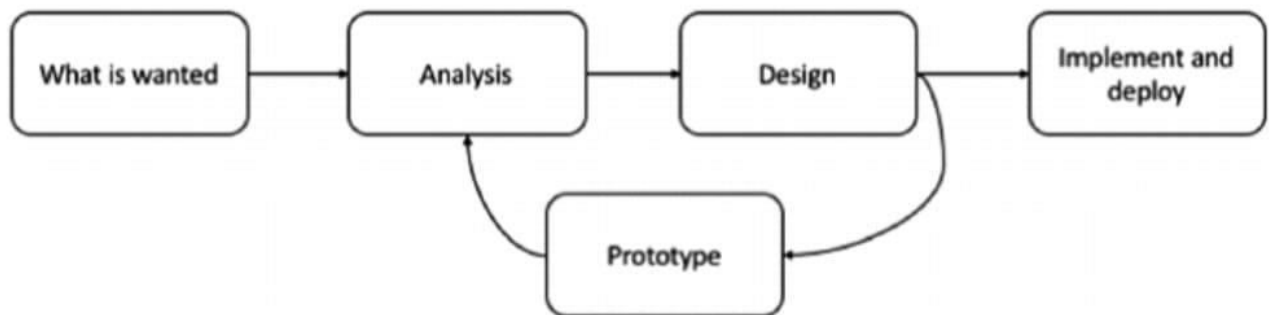 What is wanted
Analysis
Design
Implement and
deploy
Prototype